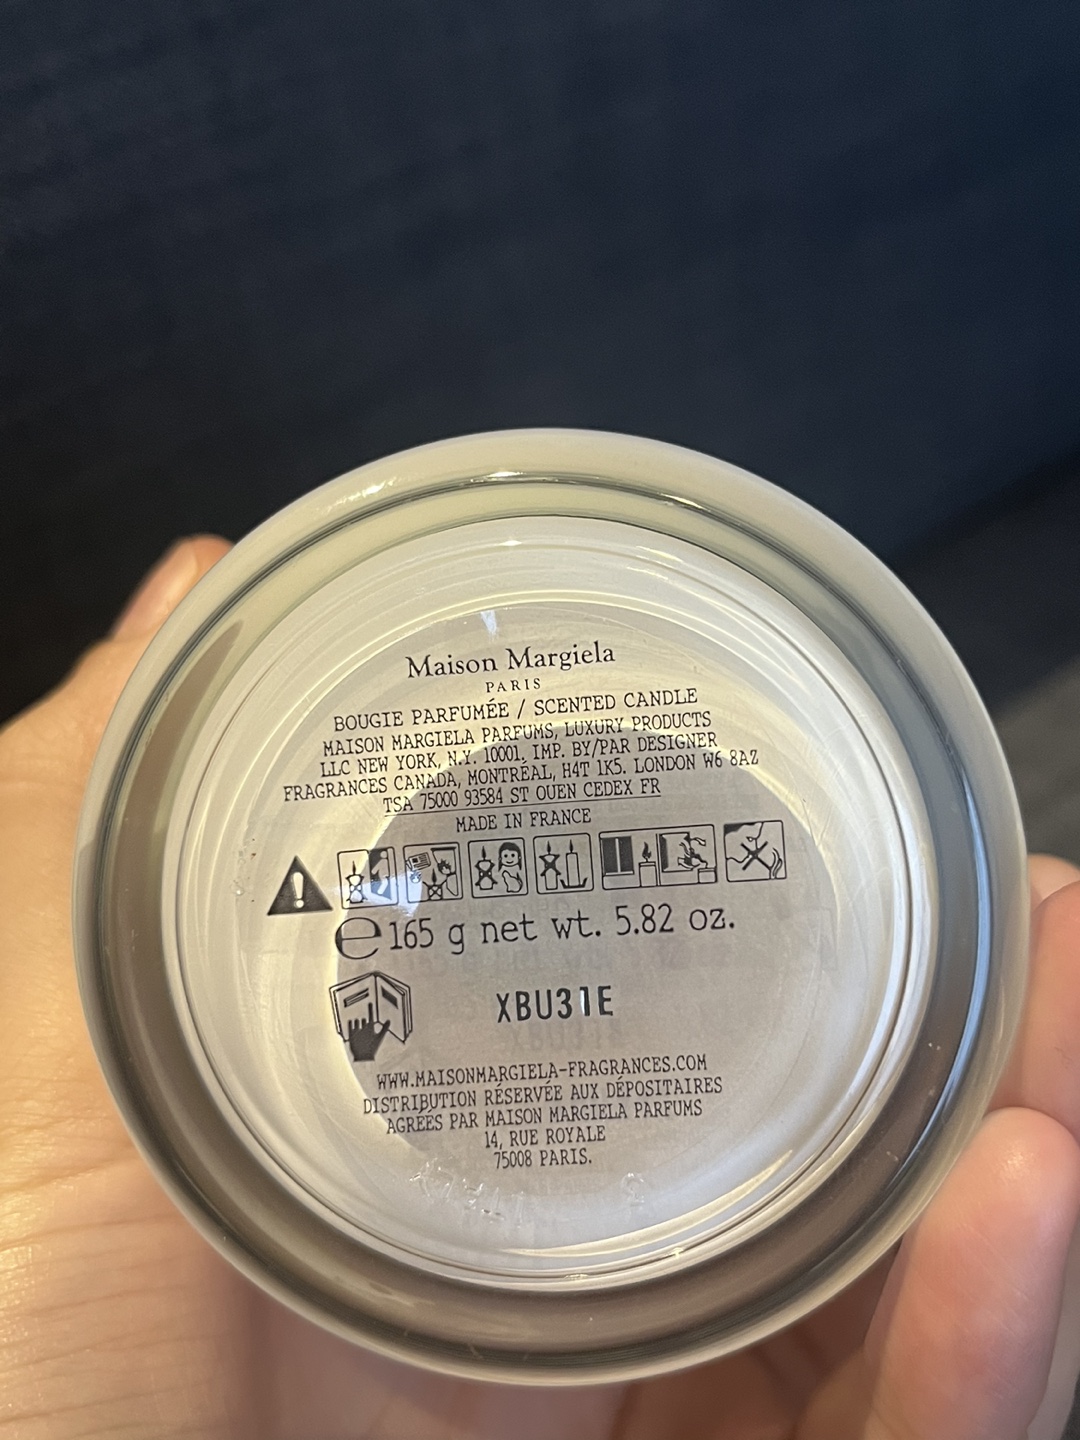 Maison Margiela
PARIS
BOUGIE PARFUMÉE / SCENTED CANDLE
MAISON MARGIELA PARFUMS, LUXURY PRODUCTS
LLC NEW YORK, N.Y. 10001. IMP. BY/PAR DESIGNER
FRAGRANCES CANADA, MONTRÉAL, H4T 1K5. LONDON W6 8AZ
TSA 75000 93584 ST OUEN CEDEX FR
MADE IN FRANCE
℮ 165 g net wt. 5.82 oz.
XBU31E
WWW.MAISONMARGIELA-FRAGRANCES.COM
DISTRIBUTION RÉSERVÉE AUX DÉPOSITAIRES
AGRÉÉS PAR MAISON MARGIELA PARFUMS
14, RUE ROYALE
75008 PARIS.